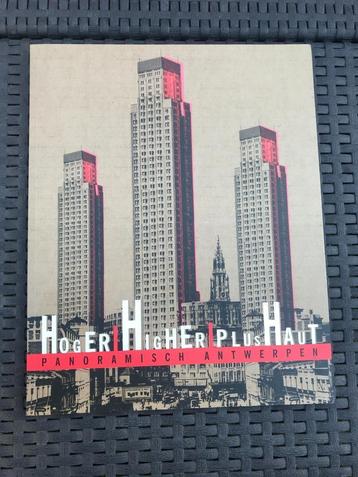 HOGER HIGHER PLUS HAUT
PANORAMISCH ANTWERPEN